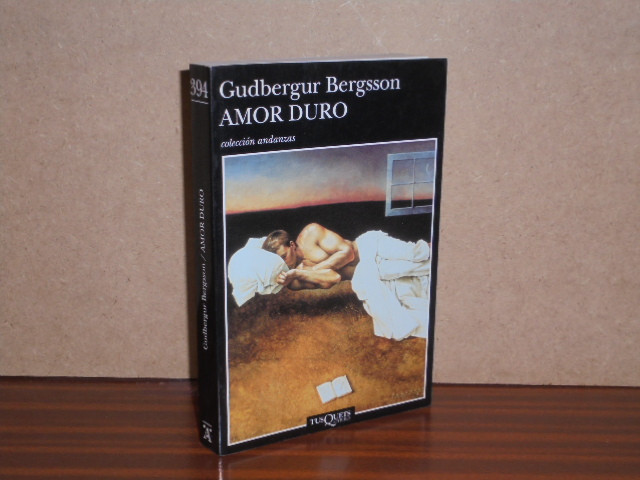 394
Gudbergur Bergsson / AMOR DURO
Gudbergur Bergsson
AMOR DURO
colección andanzas
TUSQUETS